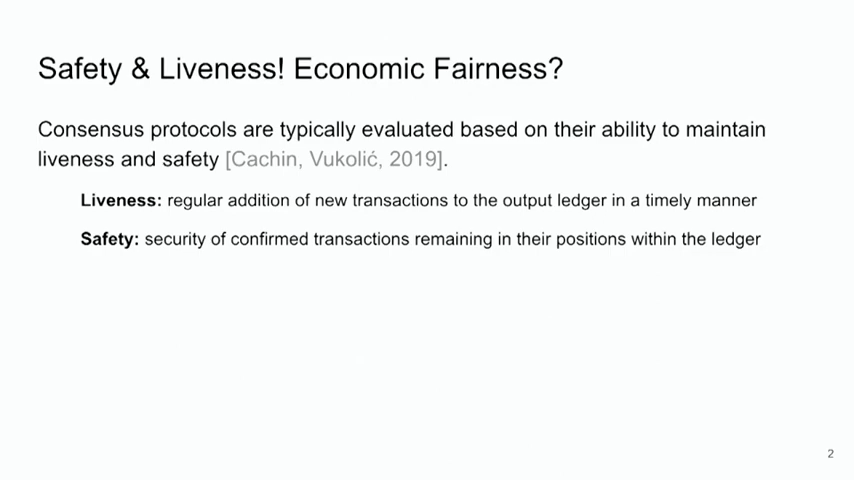 Safety & Liveness! Economic Fairness?
Consensus protocols are typically evaluated based on their ability to maintain
liveness and safety [Cachin, Vukolić, 2019].
Liveness: regular addition of new transactions to the output ledger in a timely manner
Safety: security of confirmed transactions remaining in their positions within the ledger
2